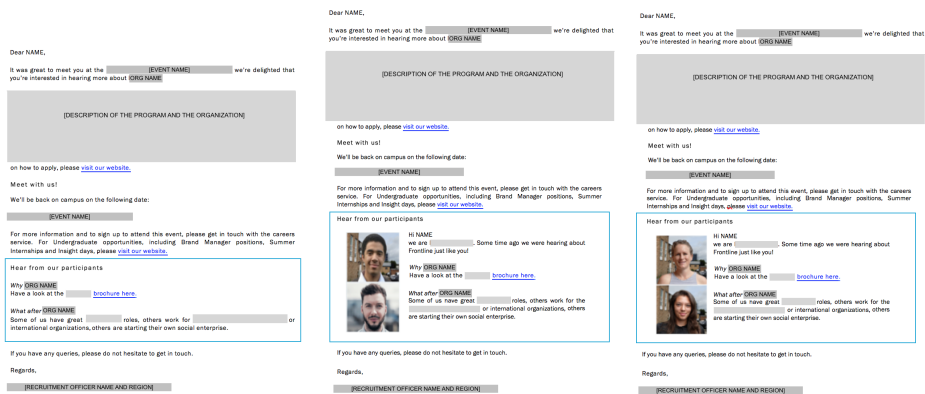 Dear NAME,
It was great to meet you at the [EVENT NAME] we're delighted that
you're interested in hearing more about ORG NAME
[DESCRIPTION OF THE PROGRAM AND THE ORGANIZATION]
on how to apply, please visit our website.
Meet with us!
We'll be back on campus on the following date:
[EVENT NAME]
For more information and to sign up to attend this event, please get in touch with the careers
service. For Undergraduate opportunities, including Brand Manager positions, Summer
Internships and Insight days, please visit our website.
Hear from our participants
Why ORG NAME
Have a look at the brochure here.
What after ORG NAME
Some of us have great roles, others work for or
international organizations, others are starting their own social enterprise.
If you have any queries, please do not hesitate to get in touch.
Regards,
[RECRUITMENT OFFICER NAME AND REGION]
Dear NAME,
It was great to meet you at the [EVENT NAME] we're delighted that
you're interested in hearing more about ORG NAME
[DESCRIPTION OF THE PROGRAM AND THE ORGANIZATION]
on how to apply, please visit our website.
Meet with us!
We'll be back on campus on the following date:
[EVENT NAME]
For more information and to sign up to attend this event, please get in touch with the careers
service. For Undergraduate opportunities, including Brand Manager positions, Summer
Internships and Insight days, please visit our website.
Hear from our participants
Hi NAME
we are . Some time ago we were hearing about
Frontline just like you!
Why ORG NAME
Have a look at the brochure here.
What after ORG NAME
Some of us have great roles, others work for the
or international organizations, others
are starting their own social enterprise.
If you have any queries, please do not hesitate to get in touch.
Regards,
[RECRUITMENT OFFICER NAME AND REGION]
Dear NAME,
It was great to meet you at the [EVENT NAME] we're delighted that
you're interested in hearing more about ORG NAME
[DESCRIPTION OF THE PROGRAM AND THE ORGANIZATION]
on how to apply, please visit our website.
Meet with us!
We'll be back on campus on the following date:
[EVENT NAME]
For more information and to sign up to attend this event, please get in touch with the careers
service. For Undergraduate opportunities, including Brand Manager positions, Summer
Internships and Insight days, please visit our website.
Hear from our participants
Hi NAME
we are . Some time ago we were hearing about
Frontline just like you!
Why ORG NAME
Have a look at the brochure here.
What after ORG NAME
Some of us have great roles, others work for the
or international organizations, others
are starting their own social enterprise.
If you have any queries, please do not hesitate to get in touch.
Regards,
[RECRUITMENT OFFICER NAME AND REGION]